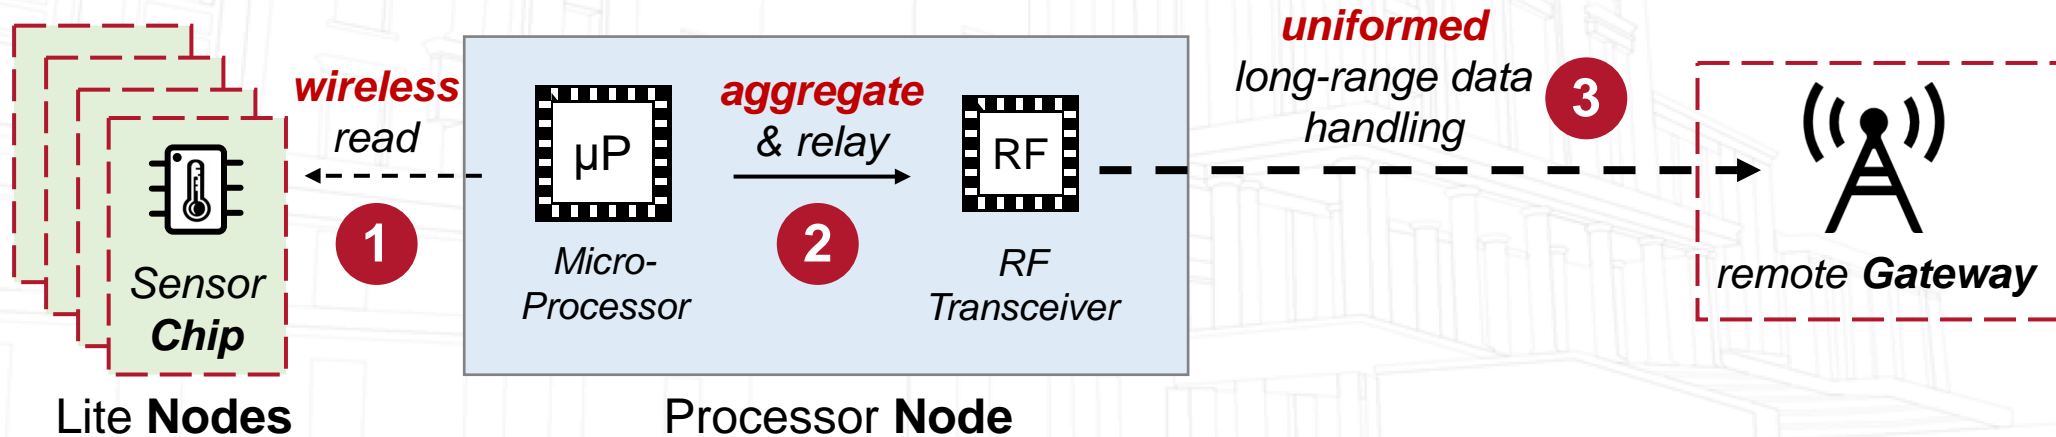 wireless
read
1
Sensor
Chip
Lite Nodes
μP
Micro-
Processor
aggregate
& relay
2
RF
RF
Transceiver
Processor Node
uniformed
long-range data
handling
3
remote Gateway